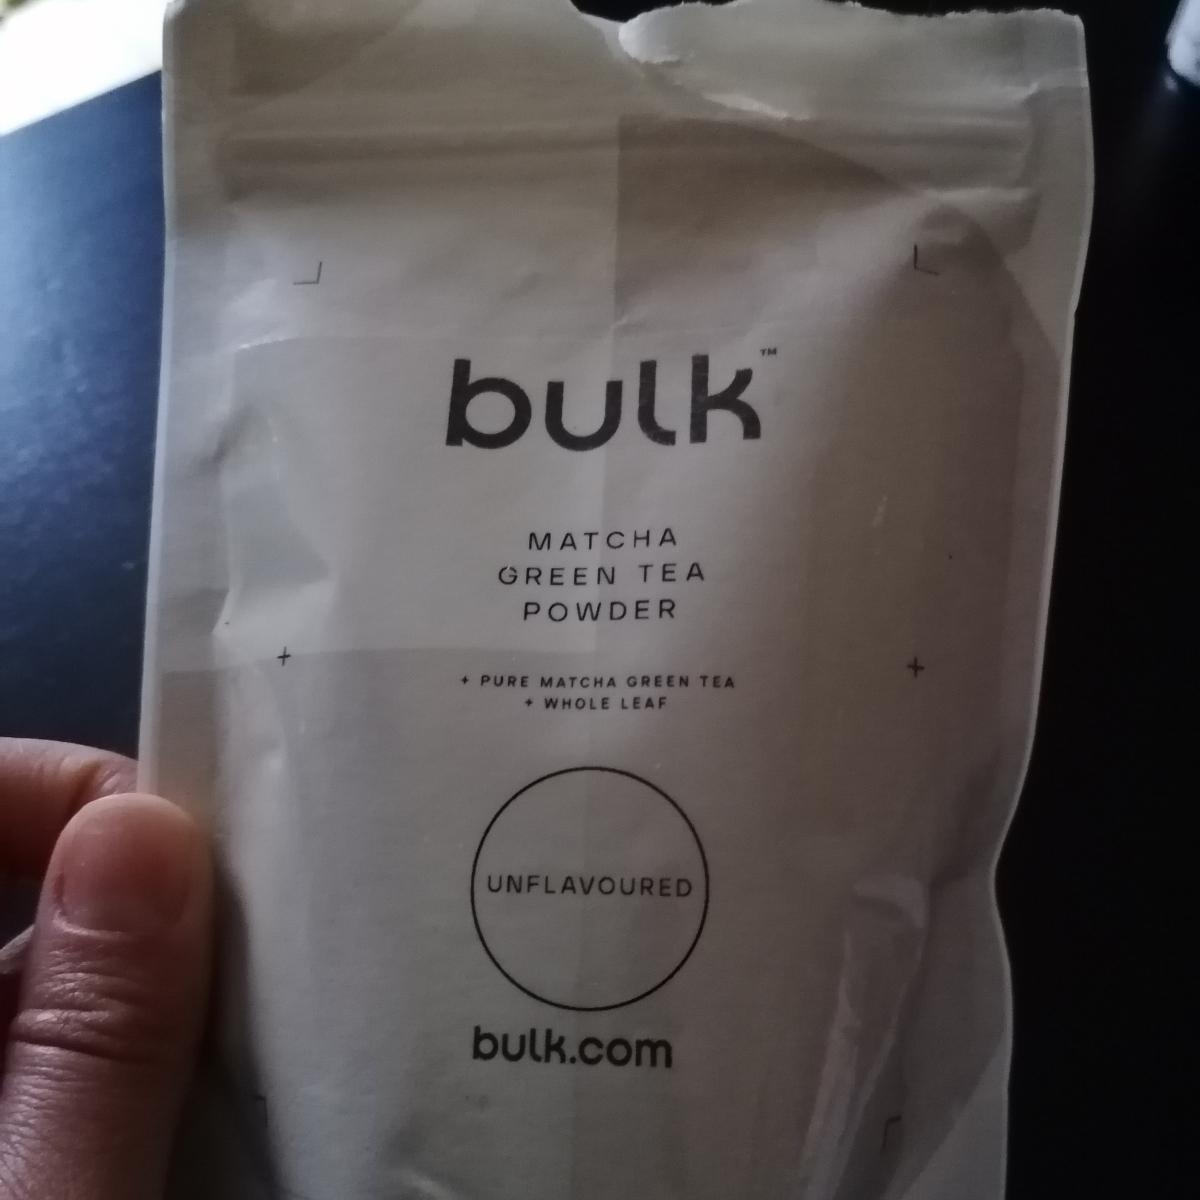 bulk™
MATCHA
GREEN TEA
POWDER
+ PURE MATCHA GREEN TEA
+ WHOLE LEAF
UNFLAVOURED
bulk.com